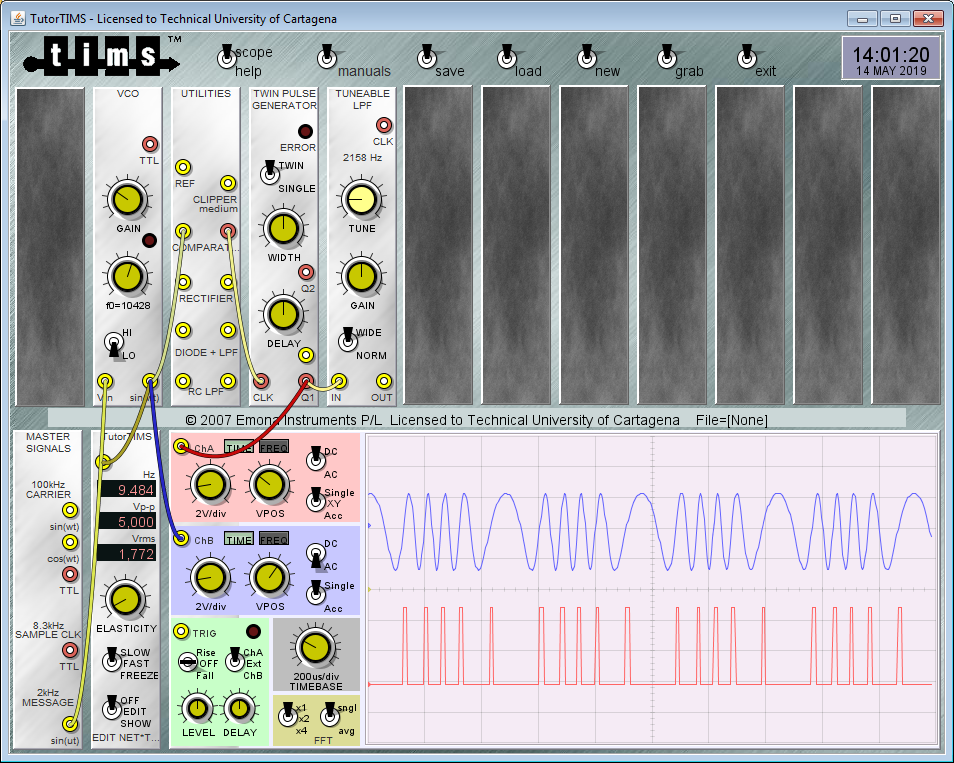 TutorTIMS - Licensed to Technical University of Cartagena
tims TM
scope
help
manuals
save
load
new
grab
exit
14:01:20
14 MAY 2019
VCO
TTL
GAIN
f0=10428
HI
LO
Vin
sin(wt)
UTILITIES
REF
CLIPPER
medium
COMPARAT...
RECTIFIER
DIODE + LPF
RC LPF
TWIN PULSE
GENERATOR
ERROR
TWIN
SINGLE
WIDTH
Q2
DELAY
CLK
Q1
TUNEABLE
LPF
CLK
2158 Hz
TUNE
GAIN
WIDE
NORM
IN
OUT
© 2007 Emona Instruments P/L Licensed to Technical University of Cartagena File=[None]
MASTER
SIGNALS
100kHz
CARRIER
sin(wt)
cos(wt)
TTL
8.3kHz
SAMPLE CLK
TTL
2kHz
MESSAGE
sin(ut)
TutorTIMS
Hz
9,484
Vp-p
5,000
Vrms
1,772
ELASTICITY
SLOW
FAST
FREEZE
OFF
EDIT
SHOW
EDIT NET*T...
ChA
TIME
FREQ
DC
AC
2V/div
VPOS
Single
XY
Acc
ChB
TIME
FREQ
DC
AC
2V/div
VPOS
Single
Acc
TRIG
Rise
OFF
Fall
ChA
Ext
ChB
LEVEL
DELAY
200us/div
TIMEBASE
x1
x2
x4
sngl
avg
FFT